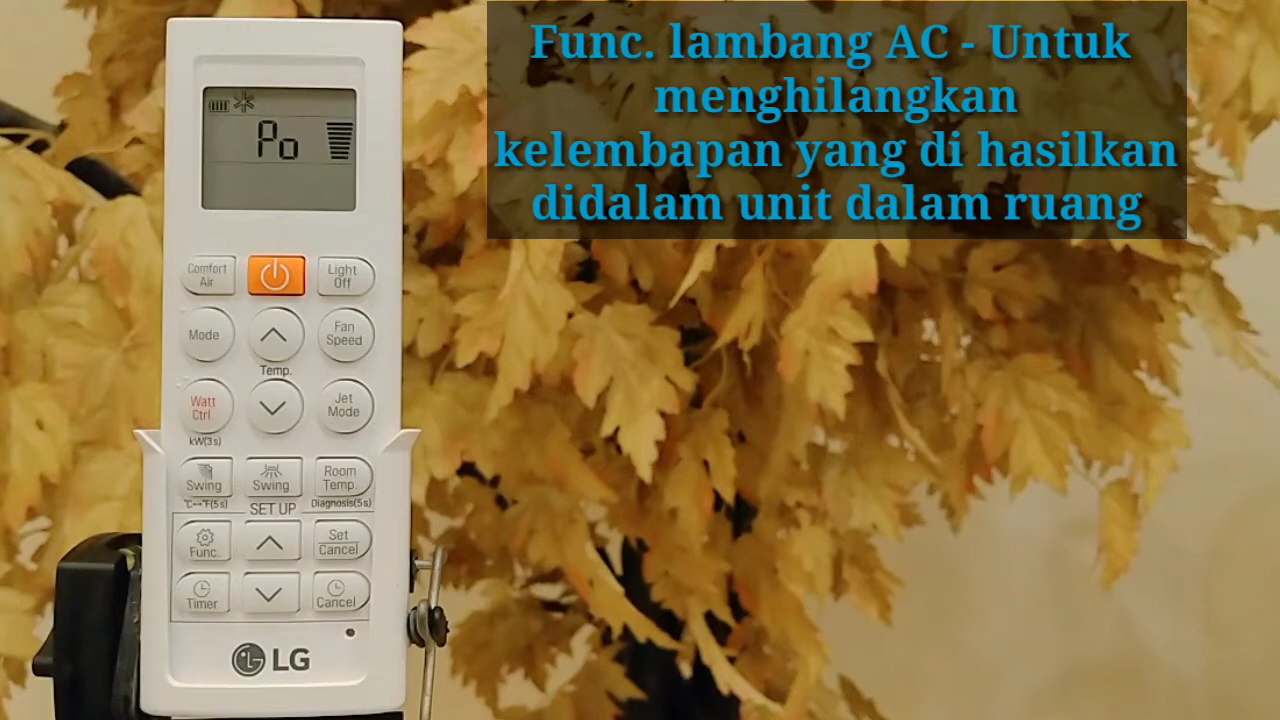 Func. lambang AC - Untuk
menghilangkan
kelembapan yang di hasilkan
didalam unit dalam ruang
Po
Comfort
Air
Light
Off
Mode
Fan
Speed
Temp.
Watt
Ctrl
Jet
Mode
kW(3s)
Swing
Swing
Room
Temp.
°C↔°F(5s)
SET UP
Diagnosis(5s)
Func.
Set
Cancel
Timer
Cancel
LG